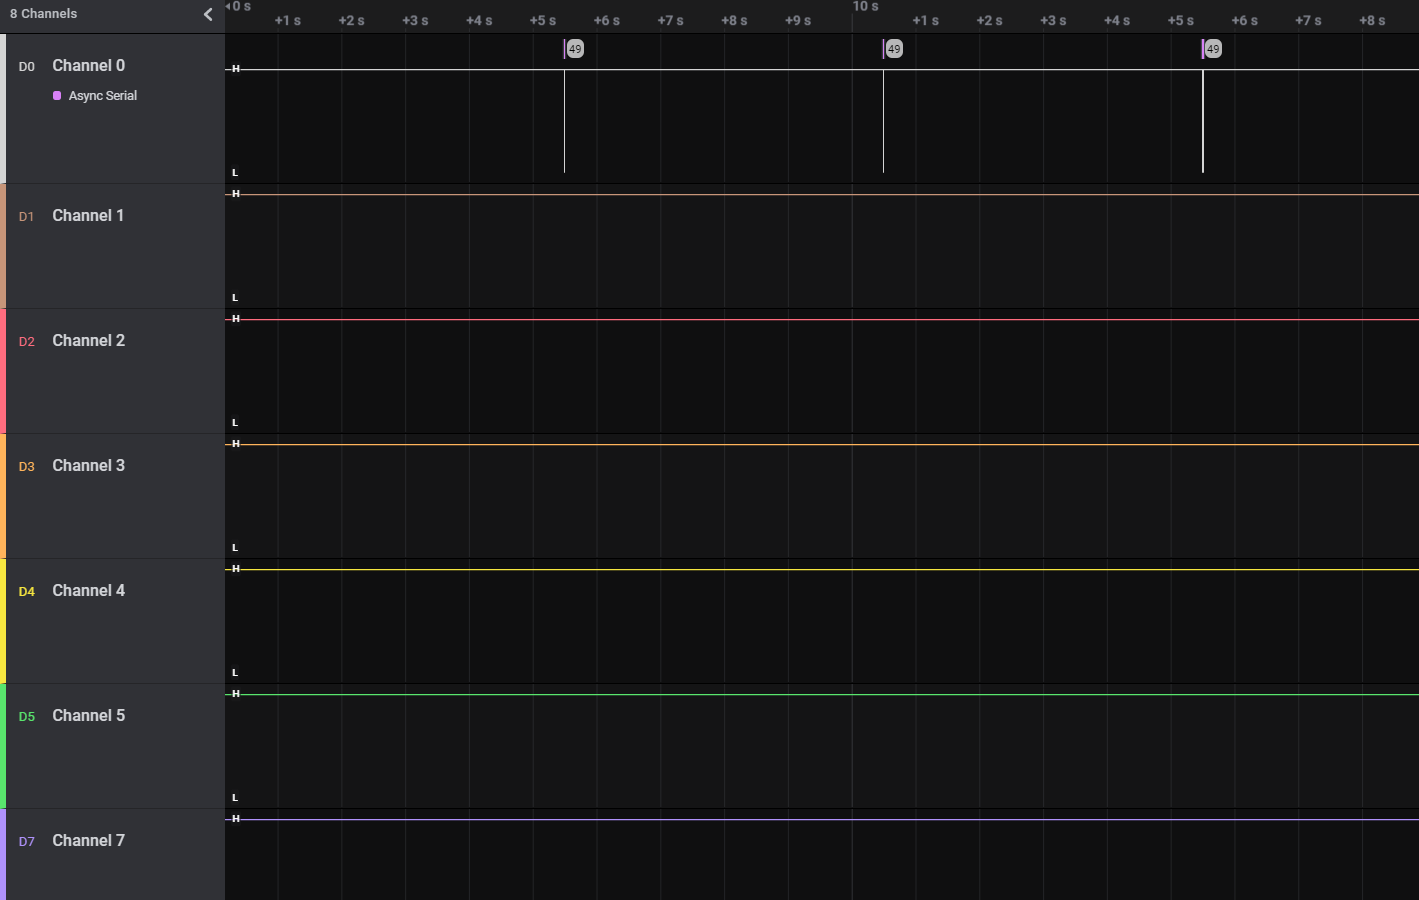 8 Channels
0 s
10 s
+1 s +2 s +3 s +4 s +5 s +6 s +7 s +8 s +9 s +1 s +2 s +3 s +4 s +5 s +6 s +7 s +8 s
49 49 49
D0 Channel 0
H
Async Serial
L
H
D1 Channel 1
L
H
D2 Channel 2
L
H
D3 Channel 3
L
H
D4 Channel 4
L
H
D5 Channel 5
L
H
D7 Channel 7